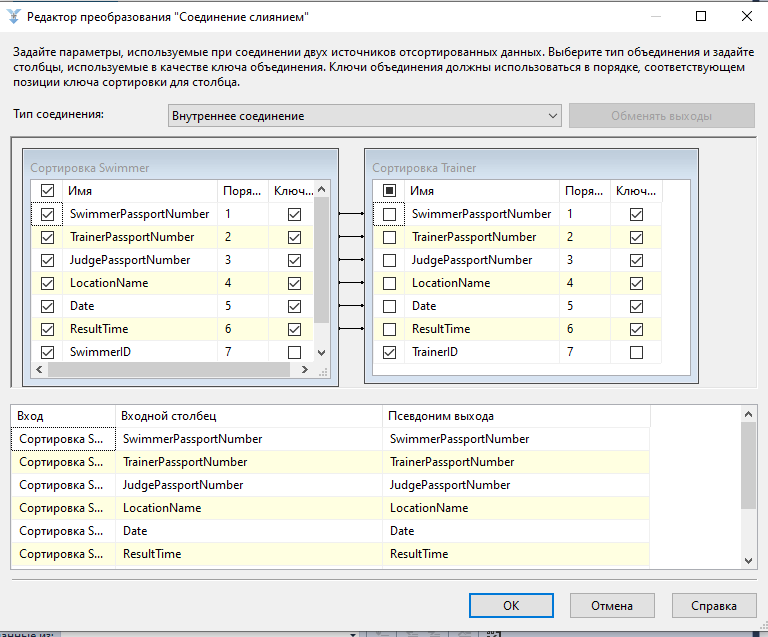 Редактор преобразования "Соединение слиянием"
Задайте параметры, используемые при соединении двух источников отсортированных данных. Выберите тип объединения и задайте
столбцы, используемые в качестве ключа объединения. Ключи объединения должны использоваться в порядке, соответствующем
позиции ключа сортировки для столбца.
Тип соединения: Внутреннее соединение Обменять выходы
Сортировка Swimmer
Имя Поря... Ключ...
SwimmerPassportNumber 1
TrainerPassportNumber 2
JudgePassportNumber 3
LocationName 4
Date 5
ResultTime 6
SwimmerID 7
Сортировка Trainer
Имя Поря... Ключ...
SwimmerPassportNumber 1
TrainerPassportNumber 2
JudgePassportNumber 3
LocationName 4
Date 5
ResultTime 6
TrainerID 7
Вход Входной столбец Псевдоним выхода
Сортировка S... SwimmerPassportNumber SwimmerPassportNumber
Сортировка S... TrainerPassportNumber TrainerPassportNumber
Сортировка S... JudgePassportNumber JudgePassportNumber
Сортировка S... LocationName LocationName
Сортировка S... Date Date
Сортировка S... ResultTime ResultTime
OK Отмена Справка